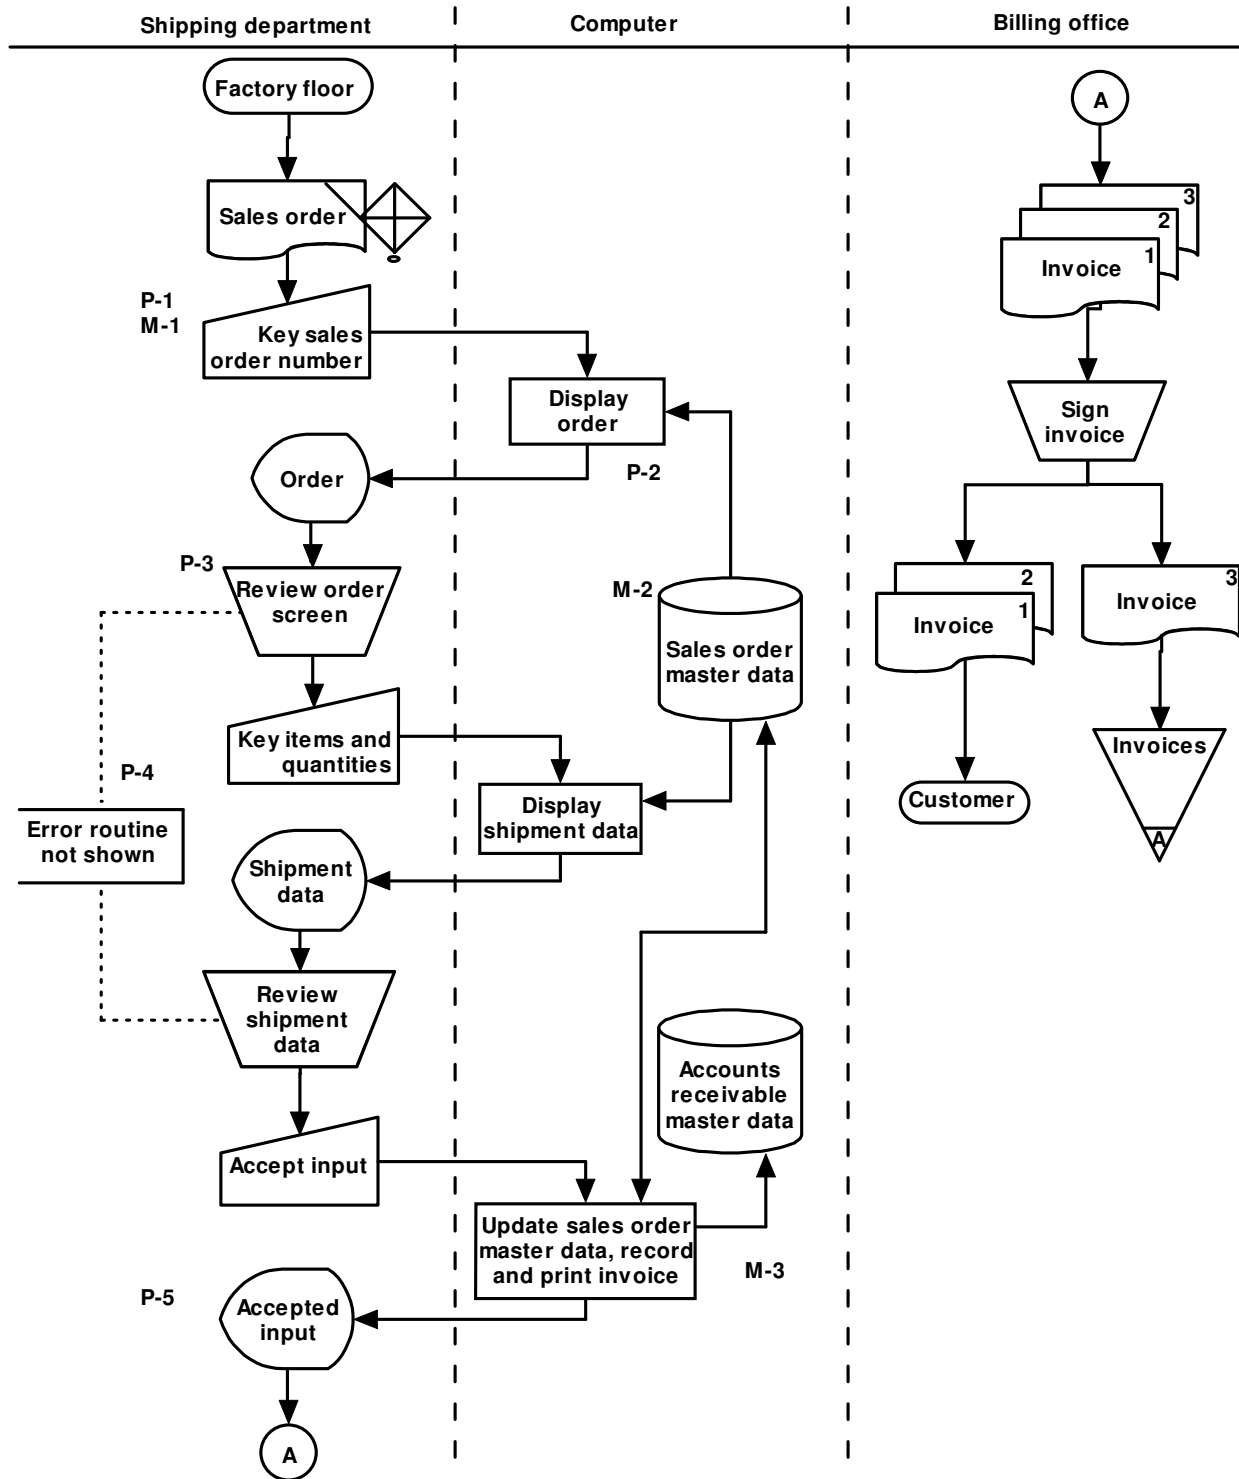 Shipping department
Computer
Billing office
Factory floor
Sales order
P-1
M-1
Key sales
order number
Display
order
P-2
Order
P-3
Review order
screen
M-2
Sales order
master data
Key items and
quantities
P-4
Error routine
not shown
Display
shipment data
Shipment
data
Review
shipment
data
Accounts
receivable
master data
Accept input
Update sales order
master data, record
and print invoice
M-3
P-5
Accepted
input
A
A
3
2
1
Invoice
Sign
invoice
2
1
Invoice
3
Invoice
Customer
Invoices
A